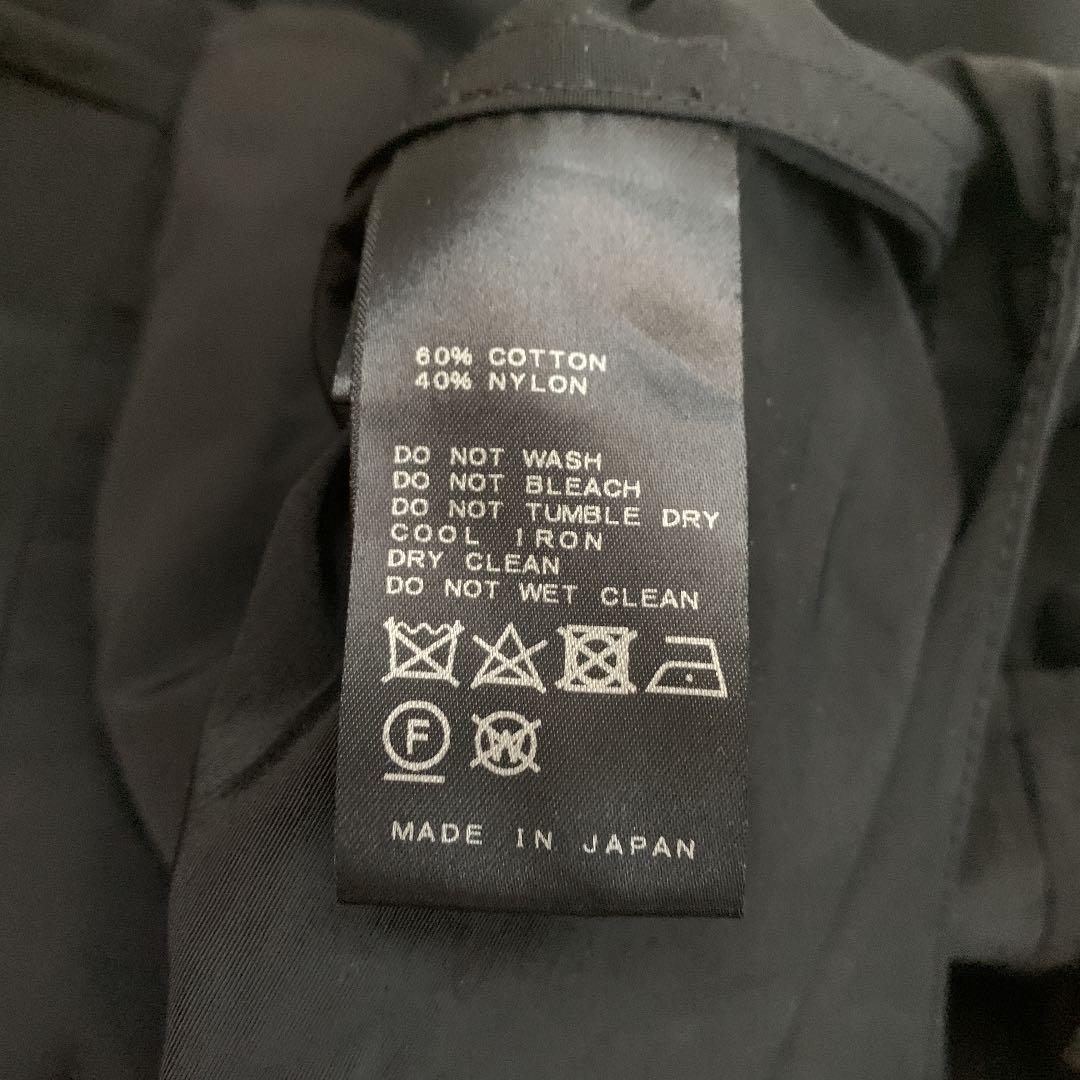 60% COTTON
40% NYLON
DO NOT WASH
DO NOT BLEACH
DO NOT TUMBLE DRY
COOL IRON
DRY CLEAN
DO NOT WET CLEAN
F W
MADE IN JAPAN